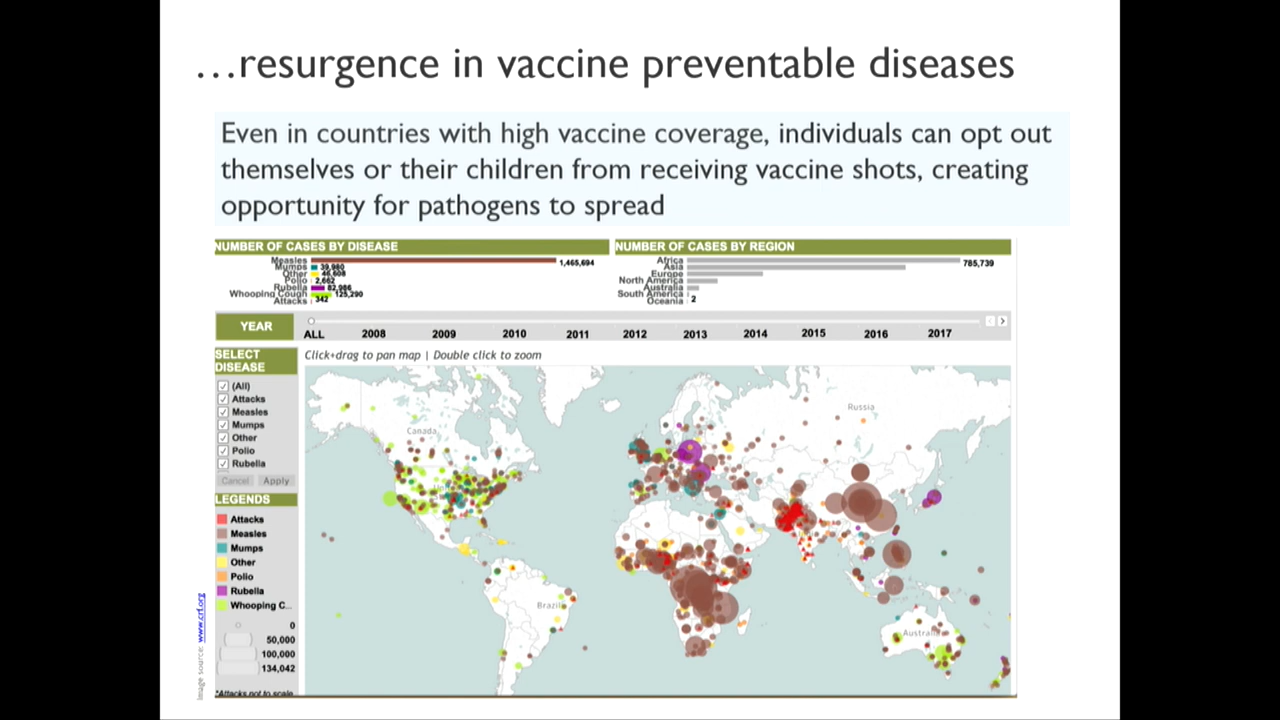 …resurgence in vaccine preventable diseases
Even in countries with high vaccine coverage, individuals can opt out
themselves or their children from receiving vaccine shots, creating
opportunity for pathogens to spread
NUMBER OF CASES BY DISEASE
Measles 1,465,694
Mumps 39,980
Other 46,608
Polio 2,662
Rubella 82,986
Whooping Cough 125,290
Attacks 342
NUMBER OF CASES BY REGION
Africa 785,739
Asia
Europe
North America
Australia
South America
Oceania 2
YEAR
ALL 2008 2009 2010 2011 2012 2013 2014 2015 2016 2017
SELECT
DISEASE
(All)
Attacks
Measles
Mumps
Other
Polio
Rubella
Cancel Apply
LEGENDS
Attacks
Measles
Mumps
Other
Polio
Rubella
Whooping C...
0
50,000
100,000
134,042
*Attacks not to scale
Click+drag to pan map | Double click to zoom
Canada
Russia
Brazil
Australia
Image source: www.crf.org